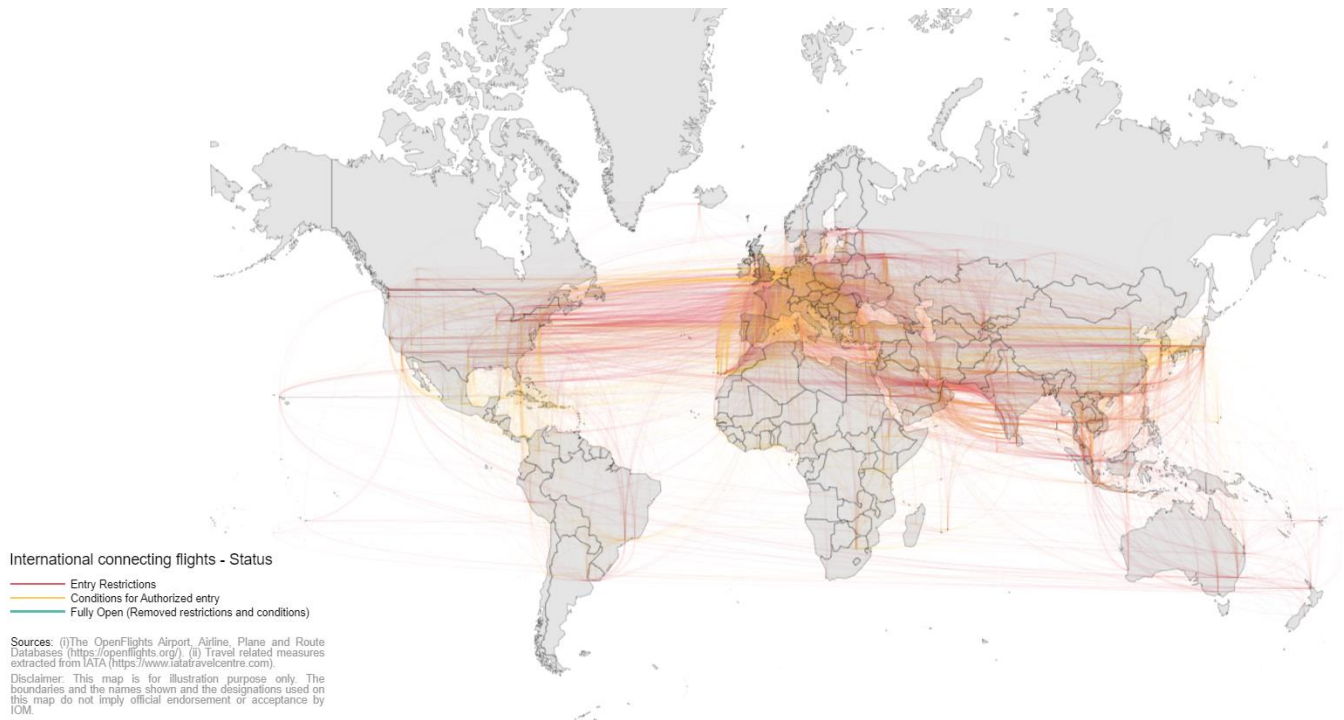 International connecting flights - Status
Entry Restrictions
Conditions for Authorized entry
Fully Open (Removed restrictions and conditions)
Sources: (i)The OpenFlights Airport, Airline, Plane and Route
Databases (https://openflights.org/). (ii) Travel related measures
extracted from IATA (https://www.iatatravelcentre.com).
Disclaimer: This map is for illustration purpose only. The
boundaries and the names shown and the designations used on
this map do not imply official endorsement or acceptance by
IOM.